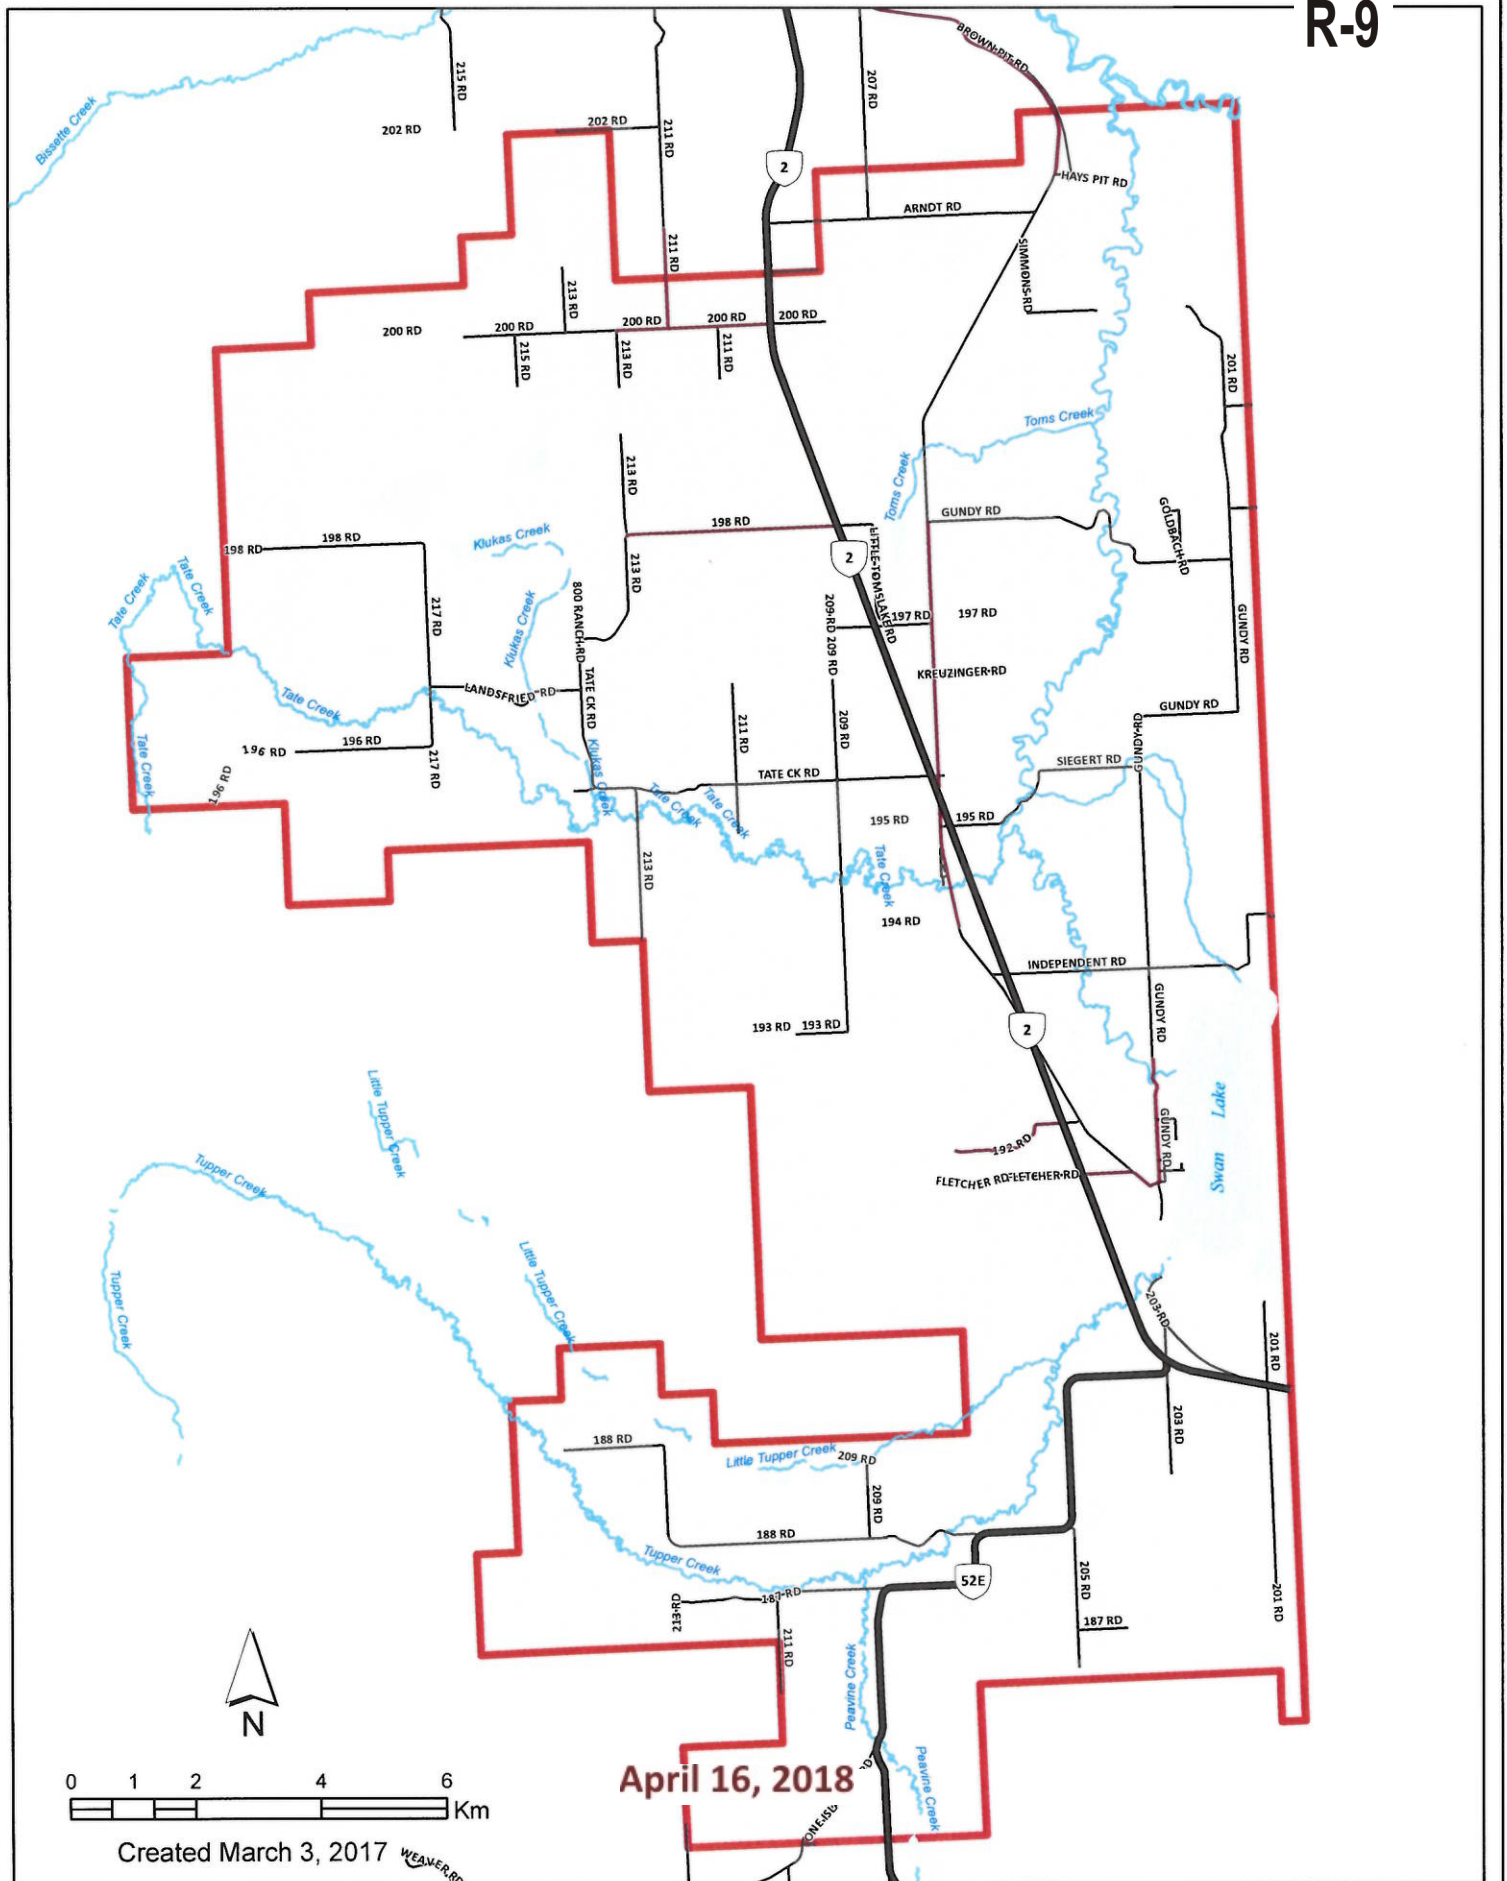 R-9
BROWN PIT RD
215 RD
207 RD
Bissette Creek
202 RD
202 RD
211 RD
2
HAYS PIT RD
ARNDT RD
211 RD
SIMMONS RD
213 RD
200 RD
200 RD
200 RD
200 RD
200 RD
215 RD
213 RD
211 RD
201 RD
Toms Creek
Toms Creek
213 RD
GUNDY RD
GOLDBACH RD
198 RD
198 RD
198 RD
Klukas Creek
2
LITTLE TOMS LAKE RD
213 RD
Tate Creek
Tate Creek
800 RANCH RD
Klukas Creek
217 RD
209 RD
209 RD
197 RD
197 RD
GUNDY RD
KREUZINGER RD
TATE CK RD
LANDSFRIED RD
Tate Creek
GUNDY RD
GUNDY RD
211 RD
209 RD
196 RD
196 RD
217 RD
Tate Creek
196 RD
Klukas Creek
SIEGERT RD
TATE CK RD
Tate Creek
Tate Creek
195 RD
195 RD
213 RD
Tate Creek
194 RD
INDEPENDENT RD
GUNDY RD
193 RD
193 RD
2
Little Tupper Creek
Swan Lake
GUNDY RD
192 RD
FLETCHER RD
FLETCHER RD
Tupper Creek
Little Tupper Creek
Tupper Creek
203 RD
201 RD
203 RD
188 RD
Little Tupper Creek
209 RD
209 RD
188 RD
Tupper Creek
52E
205 RD
201 RD
187 RD
213 RD
187 RD
211 RD
Peavine Creek
Peavine Creek
N
April 16, 2018
0 1 2 4 6
Km
Created March 3, 2017
WEAVER RD